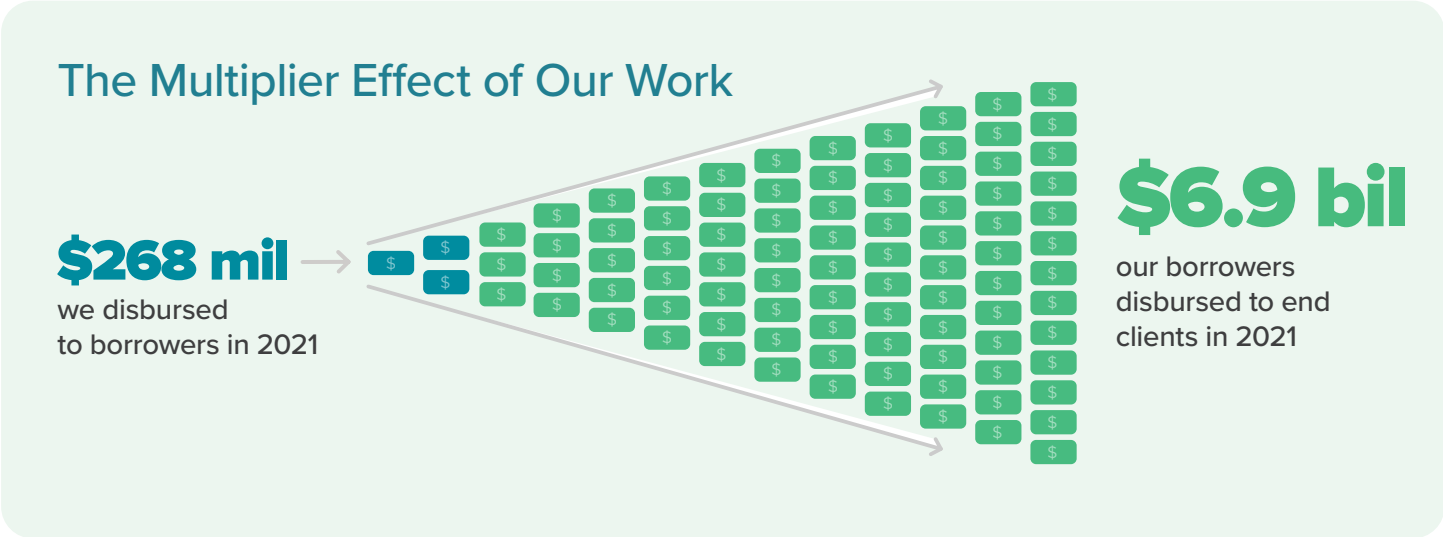 The Multiplier Effect of Our Work
$268 mil
we disbursed
to borrowers in 2021
$ $ $ $ $ $ $ $ $ $ $ $ $
$6.9 bil
our borrowers
disbursed to end
clients in 2021